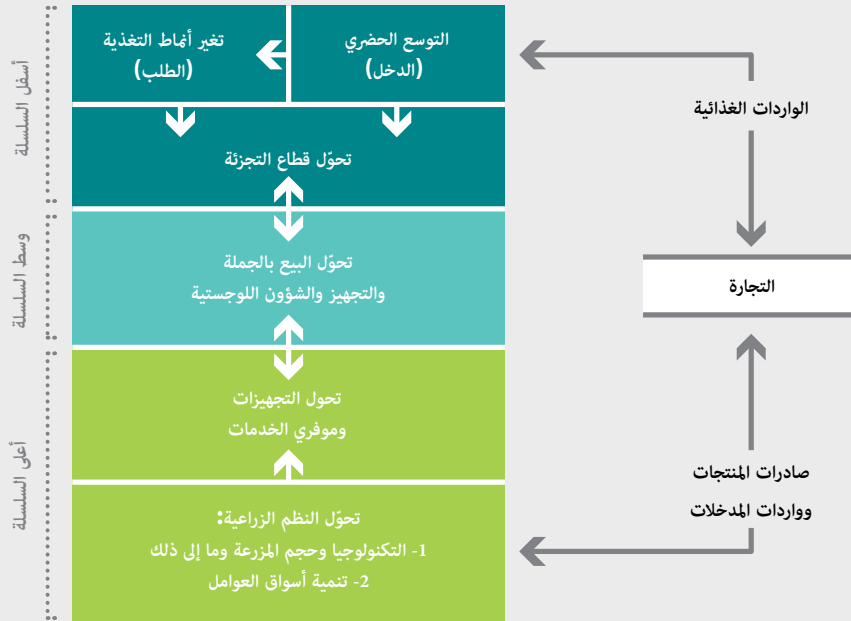 أسفل السلسلة
التوسع الحضري
(الدخل)
تغير أنماط التغذية
(الطلب)
تحوّل قطاع التجزئة
وسط السلسلة
تحوّل البيع بالجملة
والتجهيز والشؤون اللوجستية
أعلى السلسلة
تحول التجهيزات
وموفري الخدمات
تحوّل النظم الزراعية:
1- التكنولوجيا وحجم المزرعة وما إلى ذلك
2- تنمية أسواق العوامل
الواردات الغذائية
التجارة
صادرات المنتجات
وواردات المدخلات